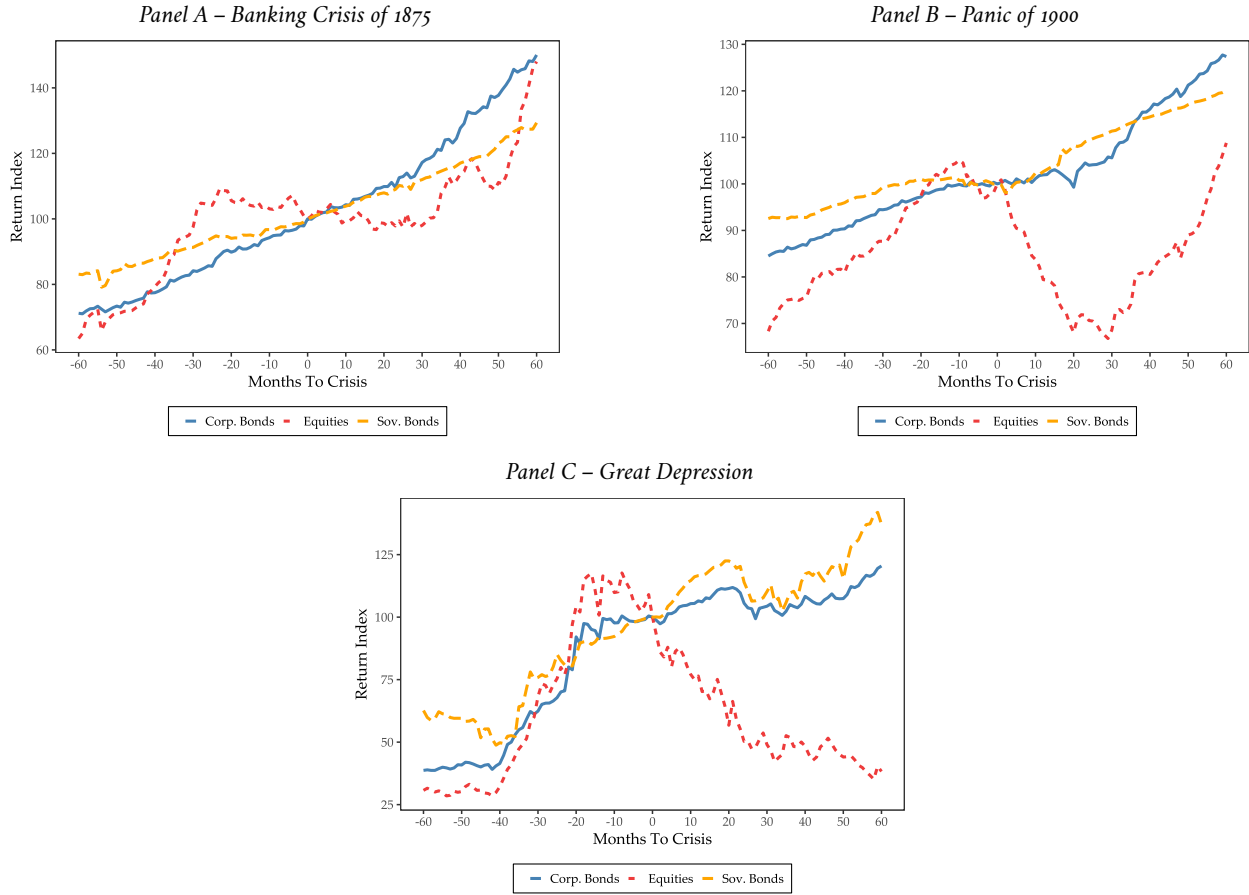 Panel A – Banking Crisis of 1875
Return Index
140
120
100
80
60
-60 -50 -40 -30 -20 -10 0 10 20 30 40 50 60
Months To Crisis
Corp. Bonds Equities Sov. Bonds
Panel B – Panic of 1900
Return Index
130
120
110
100
90
80
70
-60 -50 -40 -30 -20 -10 0 10 20 30 40 50 60
Months To Crisis
Corp. Bonds Equities Sov. Bonds
Panel C – Great Depression
Return Index
125
100
75
50
25
-60 -50 -40 -30 -20 -10 0 10 20 30 40 50 60
Months To Crisis
Corp. Bonds Equities Sov. Bonds